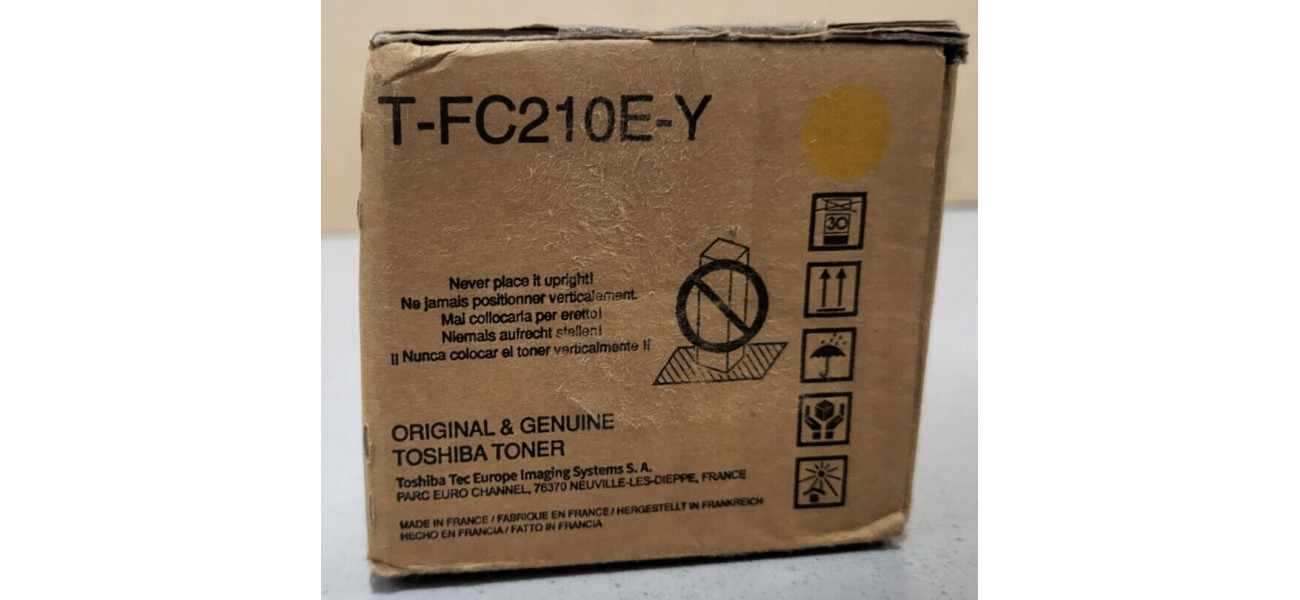 T-FC210E-Y
30
Never place it upright!
Ne jamais positionner verticalement.
Mai collocarla per eretto!
Niemals aufrecht stellen!
¡¡ Nunca colocar el toner verticalmente !!
ORIGINAL & GENUINE
TOSHIBA TONER
Toshiba Tec Europe Imaging Systems S. A.
PARC EURO CHANNEL, 76370 NEUVILLE-LES-DIEPPE, FRANCE
MADE IN FRANCE / FABRIQUE EN FRANCE / HERGESTELLT IN FRANKREICH
HECHO EN FRANCIA / FATTO IN FRANCIA